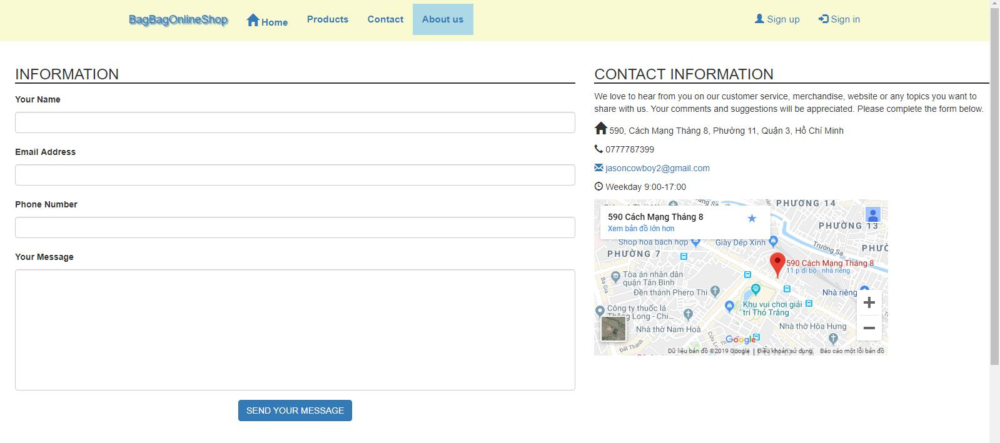 BagBagOnlineShop
Home
Products
Contact
About us
Sign up
Sign in
INFORMATION
Your Name
Email Address
Phone Number
Your Message
SEND YOUR MESSAGE
CONTACT INFORMATION
We love to hear from you on our customer service, merchandise, website or any topics you want to
share with us. Your comments and suggestions will be appreciated. Please complete the form below.
590, Cách Mạng Tháng 8, Phường 11, Quận 3, Hồ Chí Minh
0777787399
jasoncowboy2@gmail.com
Weekday 9:00-17:00
PHƯỜNG 14
590 Cách Mạng Tháng 8
Xem bản đồ lớn hơn
PHƯỜNG 13
Shop hoa bách hợp
Giày Dép Xinh
Trường Sa
PHƯỜNG 7
590 Cách Mạng Tháng 8
11 p đi bộ - nhà riêng
Tòa án nhân dân
quận Tân Bình
Ba Gia
Đền thánh Phero Thi
Nhà riêng
Khu vui chơi giải
trí Thỏ Trắng
Công ty thuốc lá
Thăng Long - Chi...
Nhà thờ Nam Hoà
Nhà thờ Hòa Hưng
Đất Thánh
Google
Dữ liệu bản đồ ©2019 Google
Điều khoản sử dụng
Báo cáo một lỗi bản đồ